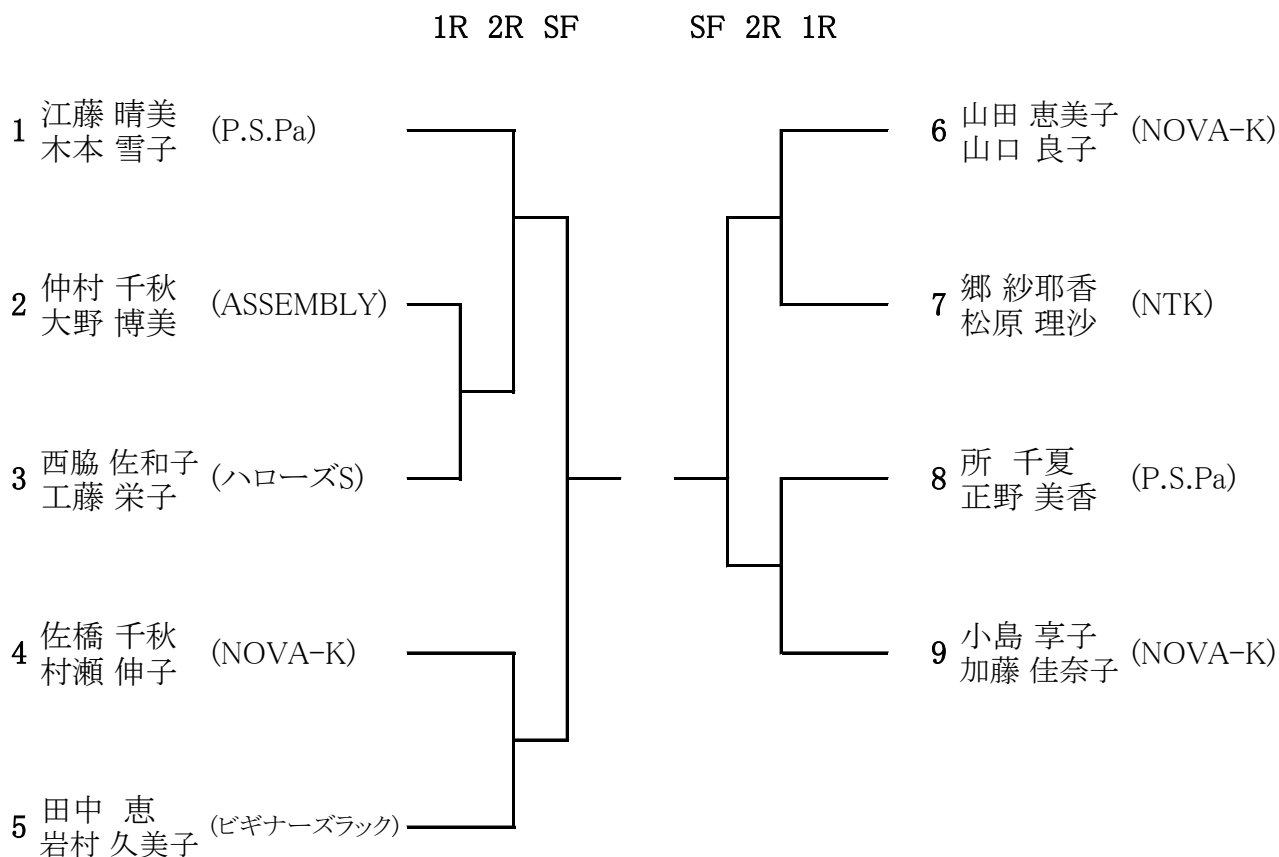 1R 2R SF
SF 2R 1R
1 江藤 晴美 (P.S.Pa)
木本 雪子
2 仲村 千秋 (ASSEMBLY)
大野 博美
3 西脇 佐和子 (ハローズS)
工藤 栄子
4 佐橋 千秋 (NOVA-K)
村瀬 伸子
5 田中 恵 (ビギナーズラック)
岩村 久美子
6 山田 恵美子 (NOVA-K)
山口 良子
7 郷 紗耶香 (NTK)
松原 理沙
8 所 千夏 (P.S.Pa)
正野 美香
9 小島 享子 (NOVA-K)
加藤 佳奈子